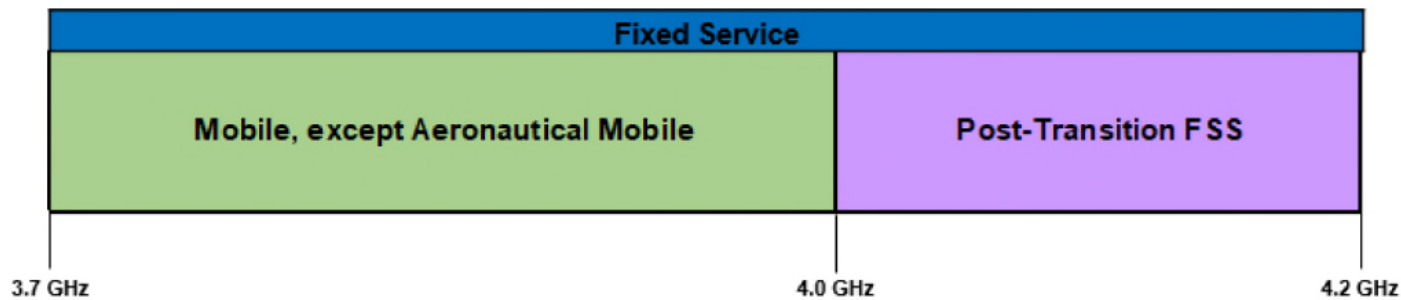 Fixed Service
Mobile, except Aeronautical Mobile
Post-Transition FSS
3.7 GHz
4.0 GHz
4.2 GHz